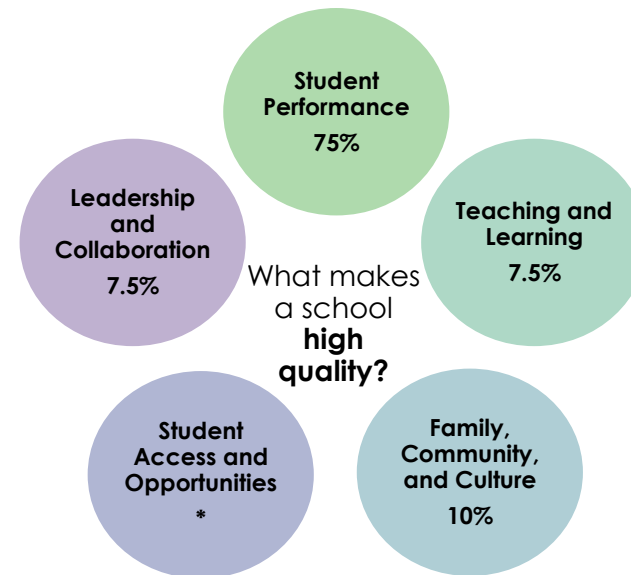 Student
Performance
75%
Leadership
and
Collaboration
7.5%
Teaching and
Learning
7.5%
What makes
a school
high
quality?
Student
Access and
Opportunities
*
Family,
Community,
and Culture
10%